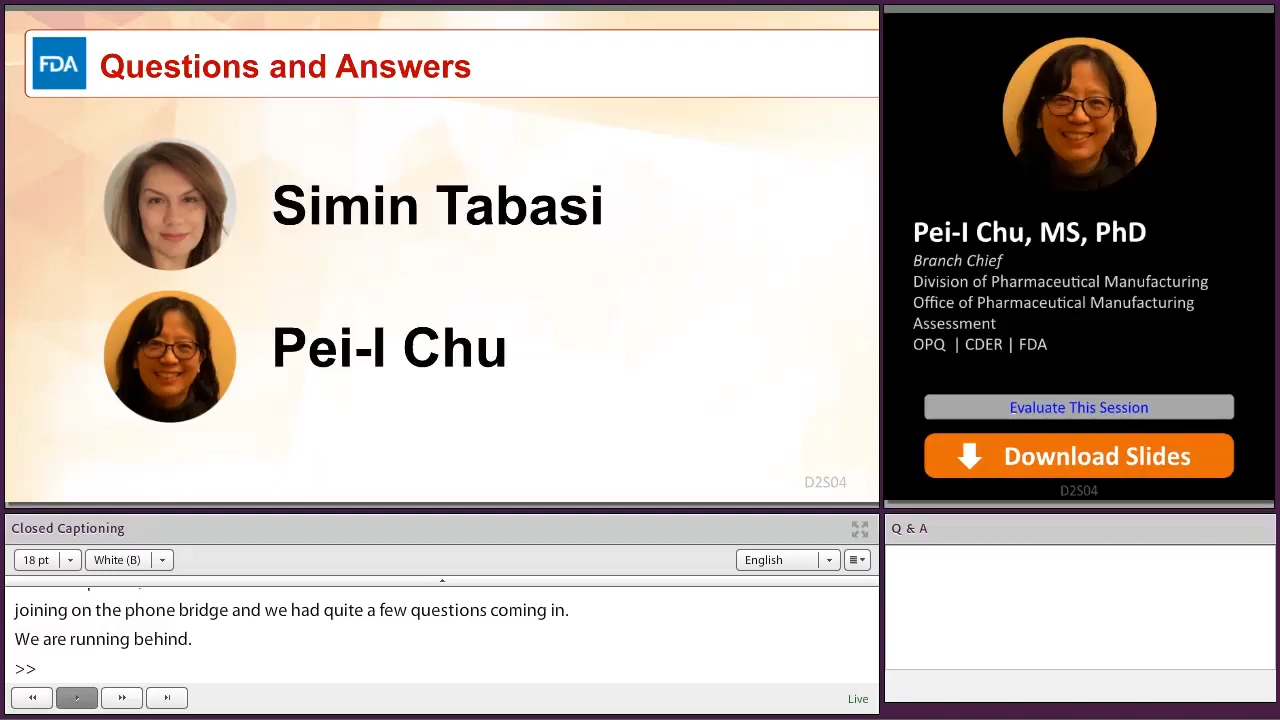 FDA
Questions and Answers
Simin Tabasi
Pei-I Chu
D2S04
Pei-I Chu, MS, PhD
Branch Chief
Division of Pharmaceutical Manufacturing
Office of Pharmaceutical Manufacturing
Assessment
OPQ | CDER | FDA
Evaluate This Session
Download Slides
D2S04
Closed Captioning
18 pt
White (B)
English
joining on the phone bridge and we had quite a few questions coming in.
We are running behind.
>>
Live
Q & A